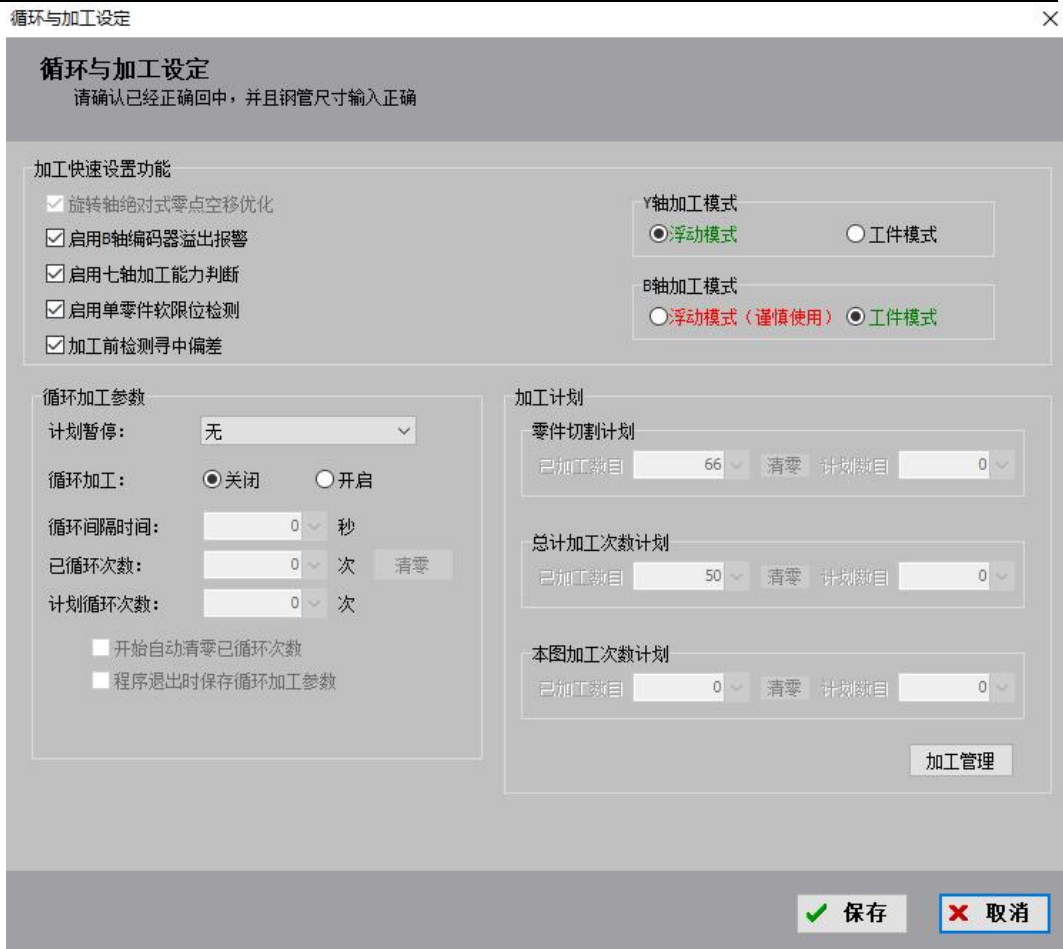 循环与加工设定
循环与加工设定
请确认已经正确回中，并且钢管尺寸输入正确
加工快速设置功能
旋转轴绝对式零点空移优化
启用B轴编码器溢出报警
启用七轴加工能力判断
启用单零件软限位检测
加工前检测寻中偏差
Y轴加工模式
浮动模式 工件模式
B轴加工模式
浮动模式（谨慎使用） 工件模式
循环加工参数
计划暂停： 无
循环加工： 关闭 开启
循环间隔时间： 0 秒
已循环次数： 0 次 清零
计划循环次数： 0 次
开始自动清零已循环次数
程序退出时保存循环加工参数
加工计划
零件切割计划
已加工数目 66 清零 计划数目 0
总计加工次数计划
已加工数目 50 清零 计划数目 0
本图加工次数计划
已加工数目 0 清零 计划数目 0
加工管理
保存 取消